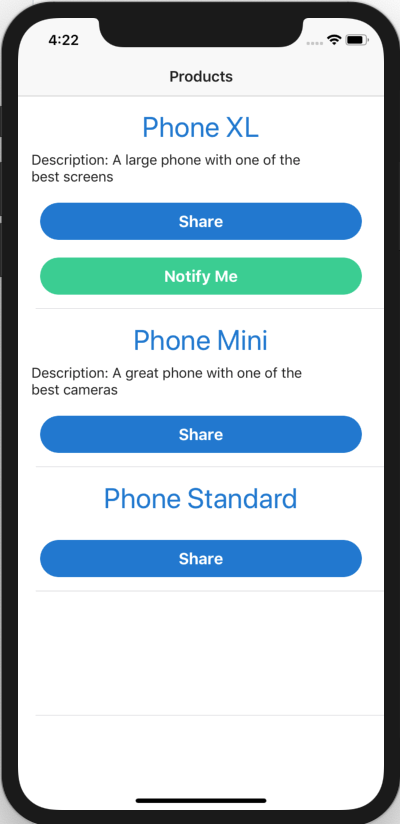 4:22
Products
Phone XL
Description: A large phone with one of the
best screens
Share
Notify Me
Phone Mini
Description: A great phone with one of the
best cameras
Share
Phone Standard
Share